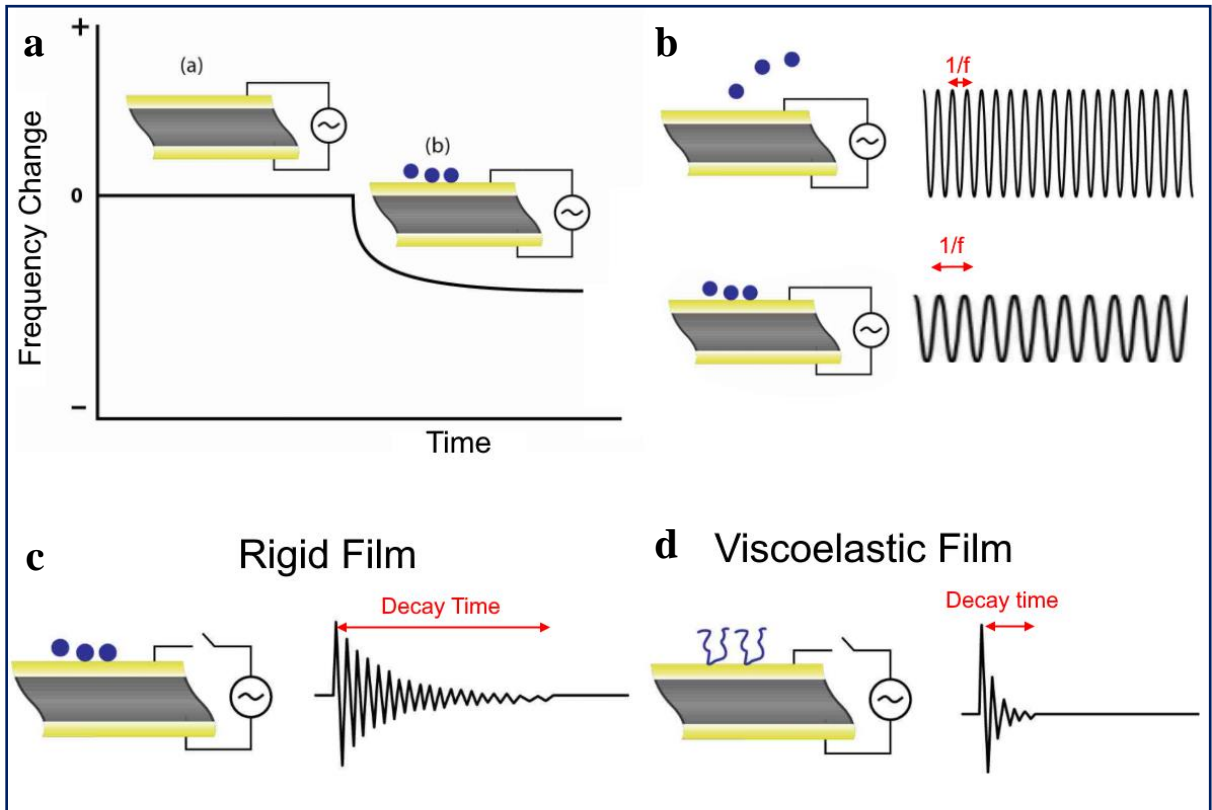 a
+
0
−
Frequency Change
Time
(a)
(b)
b
1/f
1/f
c
Rigid Film
Decay Time
d
Viscoelastic Film
Decay time